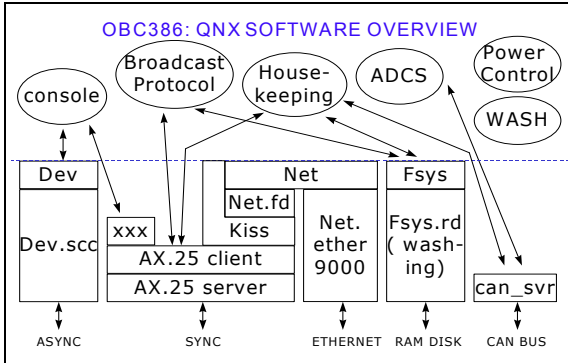 OBC386: QNX SOFTWARE OVERVIEW
console
Broadcast
Protocol
House-
keeping
ADCS
Power
Control
WASH
Dev
Dev.scc
xxx
Net
Net.fd
Kiss
AX.25 client
AX.25 server
Net.
ether
9000
Fsys
Fsys.rd
( wash-
ing)
can_svr
ASYNC
SYNC
ETHERNET
RAM DISK
CAN BUS